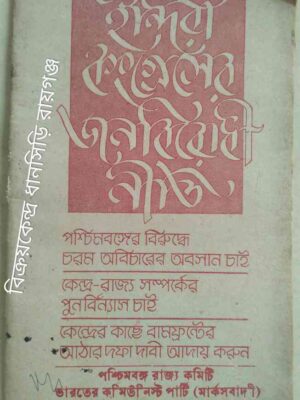 ইন্দিরা
কংগ্রেসের
জনবিরোধী
নীতি
পশ্চিমবঙ্গের বিরুদ্ধে
চরম অবিচারের অবসান চাই
কেন্দ্র-রাজ্য সম্পর্কের
পুনর্বিন্যাস চাই
কেন্দ্রের কাছে বামফ্রন্টের
আঠার দফা দাবী আদায় করুন
পশ্চিমবঙ্গ রাজ্য কমিটি
ভারতের কমিউনিস্ট পার্টি (মার্কসবাদী)
বিক্রয়কেন্দ্র ধানসিড়ি রায়গঞ্জ